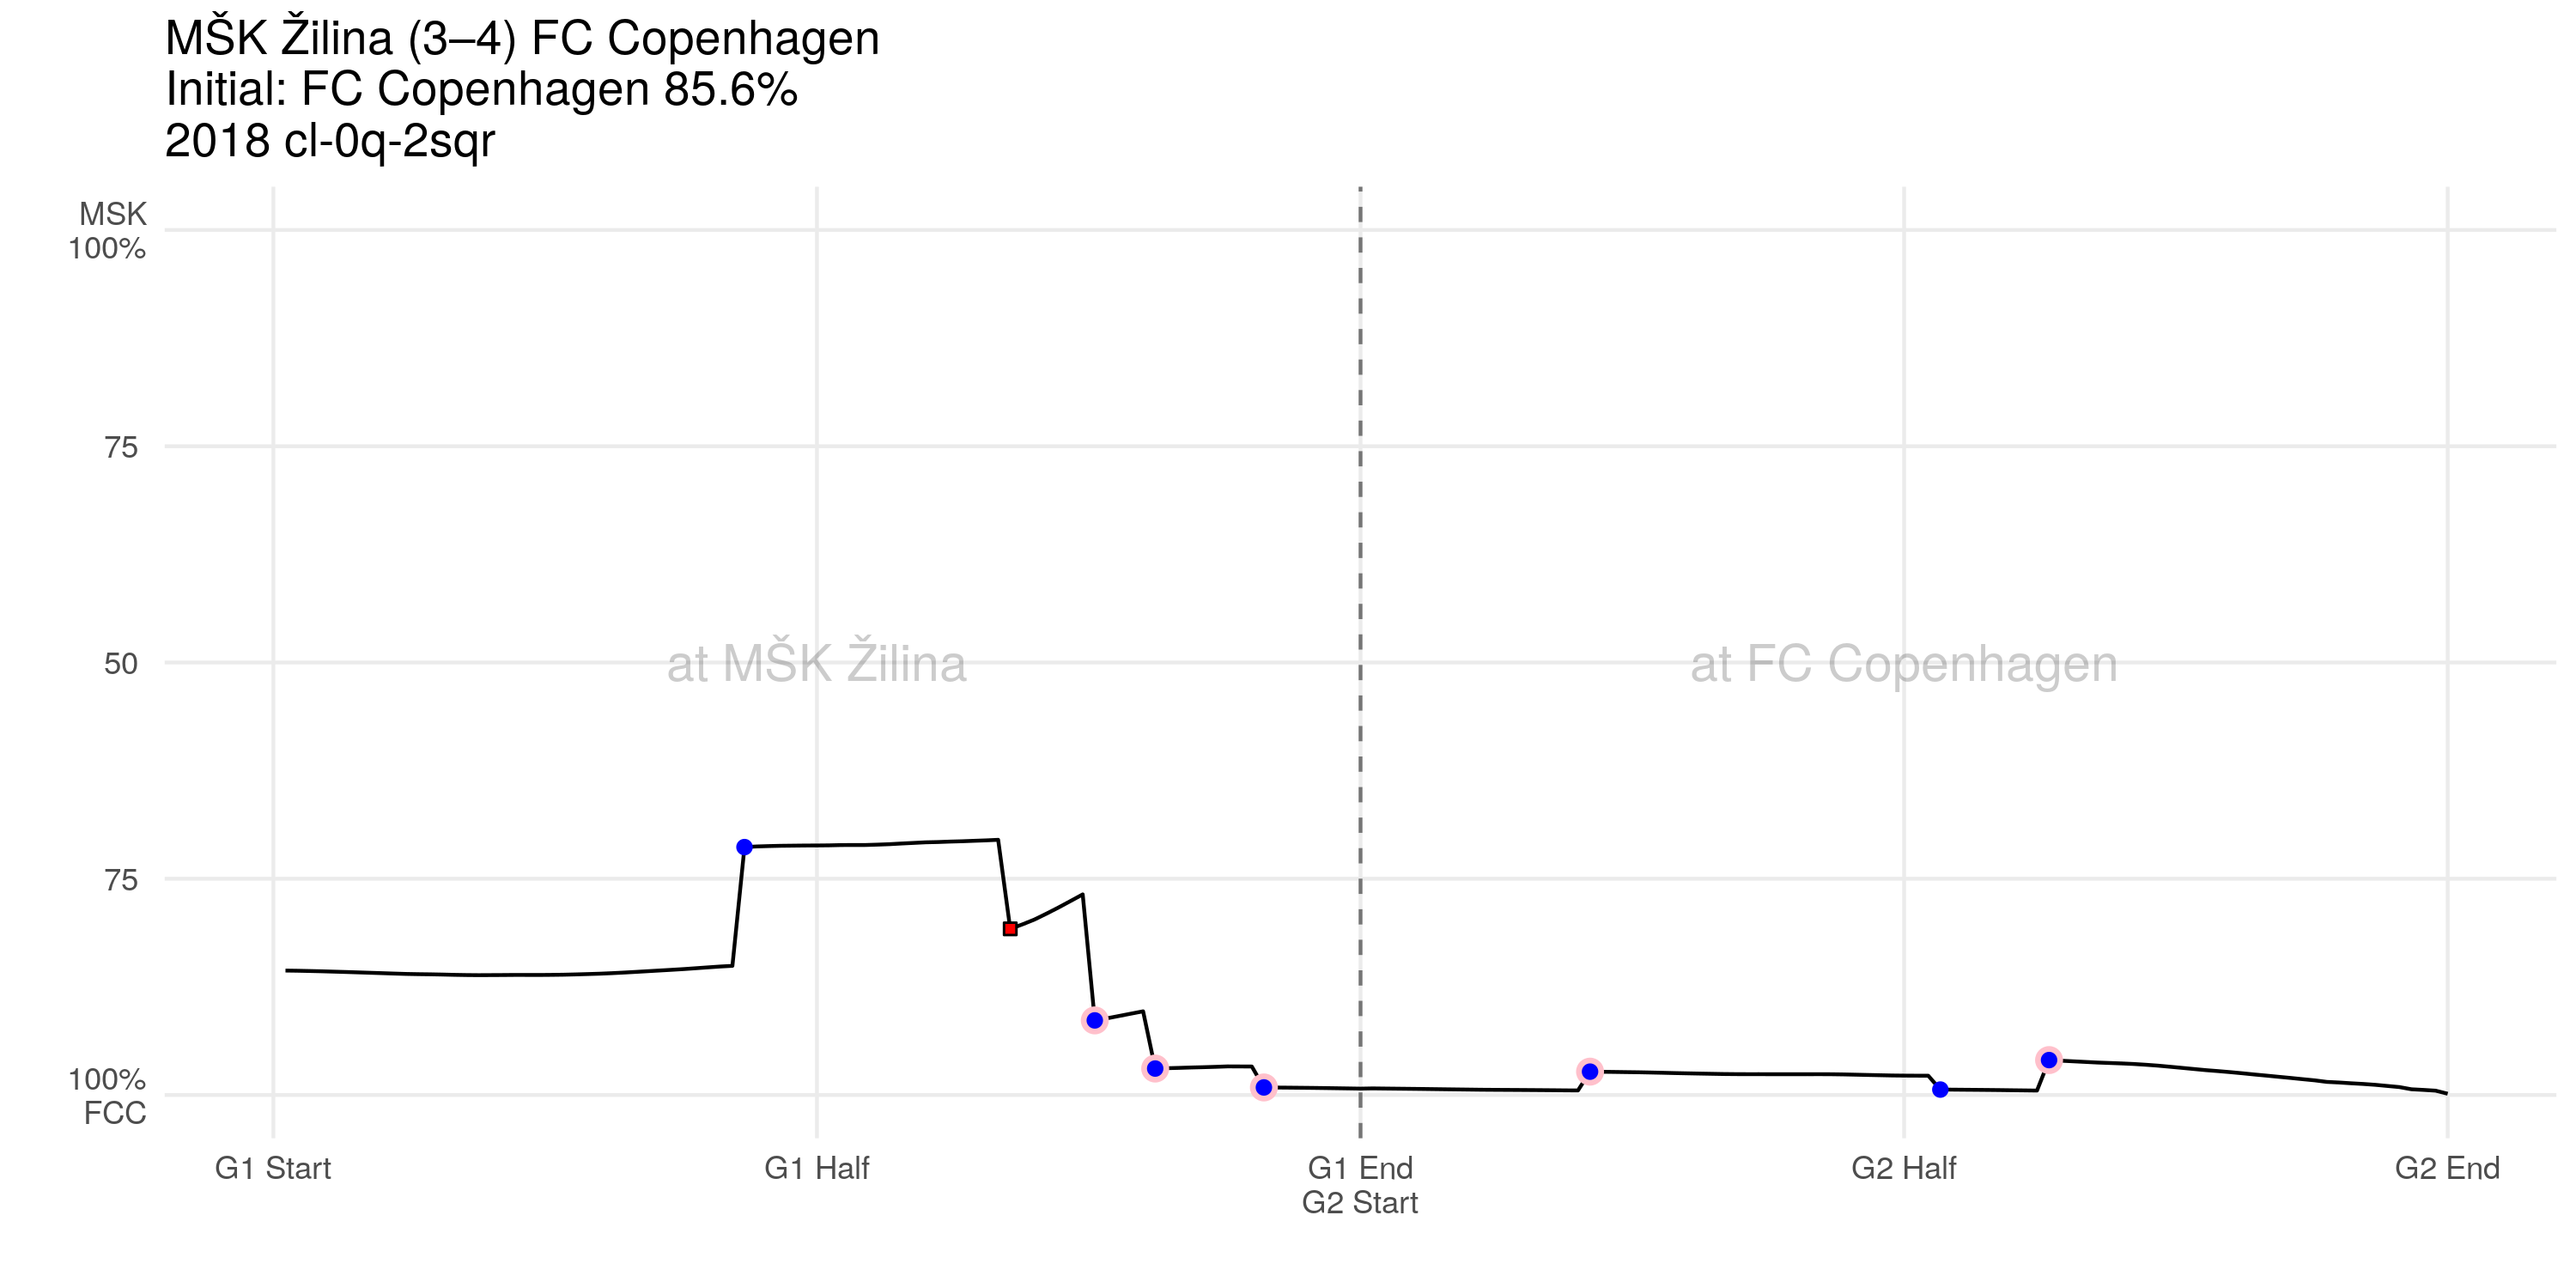 MŠK Žilina (3–4) FC Copenhagen
Initial: FC Copenhagen 85.6%
2018 cl-0q-2sqr
MSK
100%
75
50
75
100%
FCC
at MŠK Žilina
at FC Copenhagen
G1 Start
G1 Half
G1 End
G2 Start
G2 Half
G2 End